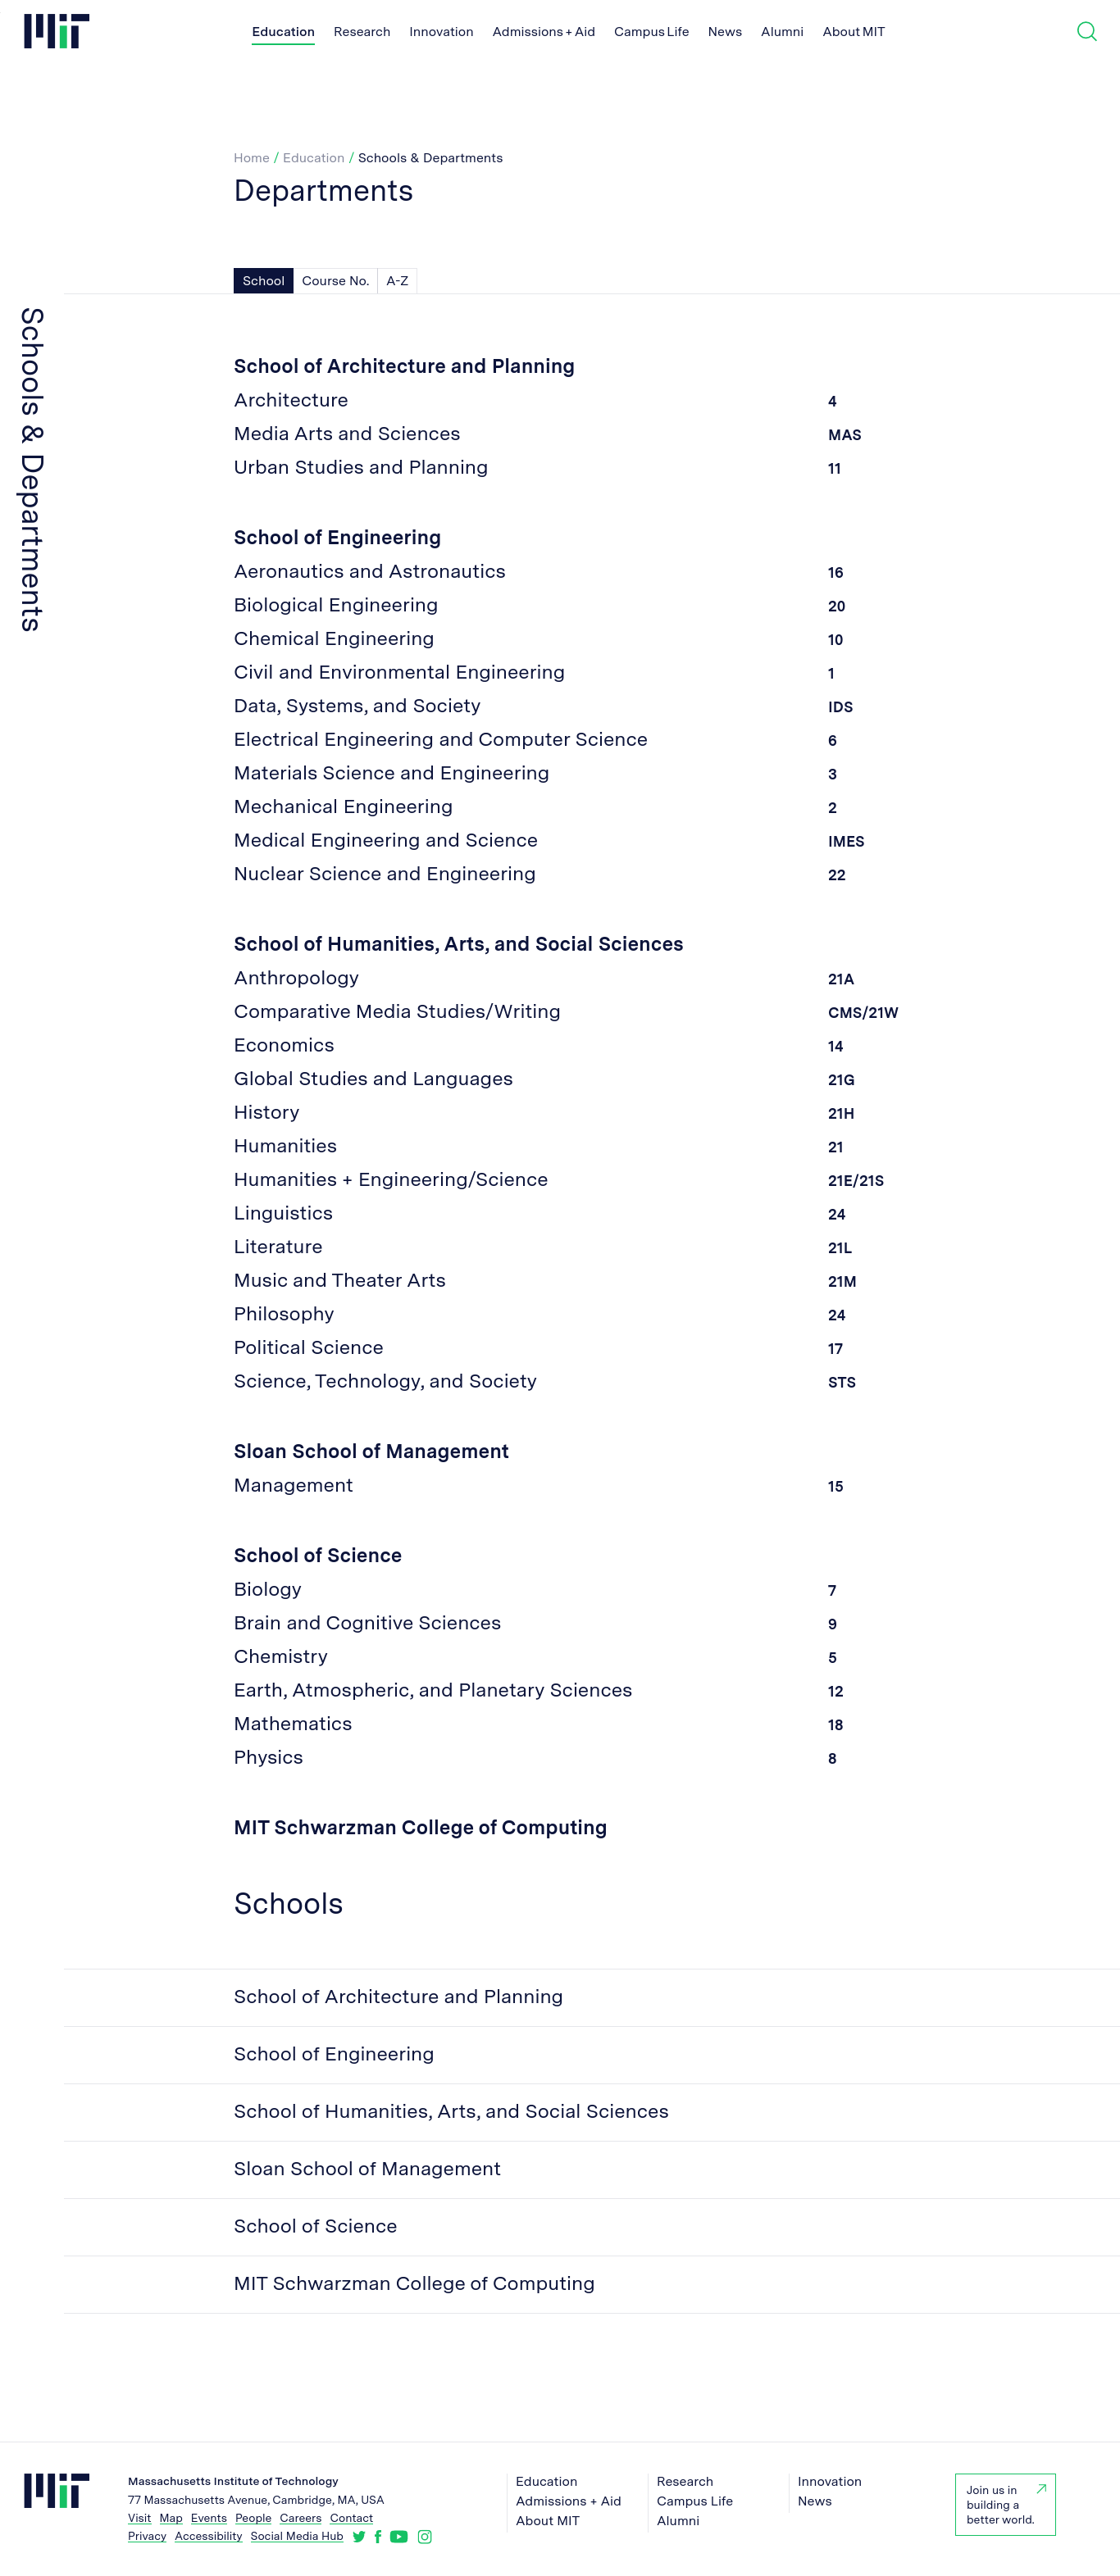 MIT
Education Research Innovation Admissions + Aid Campus Life News Alumni About MIT
Home / Education / Schools & Departments
Departments
School Course No. A-Z
Schools & Departments
School of Architecture and Planning
Architecture 4
Media Arts and Sciences MAS
Urban Studies and Planning 11
School of Engineering
Aeronautics and Astronautics 16
Biological Engineering 20
Chemical Engineering 10
Civil and Environmental Engineering 1
Data, Systems, and Society IDS
Electrical Engineering and Computer Science 6
Materials Science and Engineering 3
Mechanical Engineering 2
Medical Engineering and Science IMES
Nuclear Science and Engineering 22
School of Humanities, Arts, and Social Sciences
Anthropology 21A
Comparative Media Studies/Writing CMS/21W
Economics 14
Global Studies and Languages 21G
History 21H
Humanities 21
Humanities + Engineering/Science 21E/21S
Linguistics 24
Literature 21L
Music and Theater Arts 21M
Philosophy 24
Political Science 17
Science, Technology, and Society STS
Sloan School of Management
Management 15
School of Science
Biology 7
Brain and Cognitive Sciences 9
Chemistry 5
Earth, Atmospheric, and Planetary Sciences 12
Mathematics 18
Physics 8
MIT Schwarzman College of Computing
Schools
School of Architecture and Planning
School of Engineering
School of Humanities, Arts, and Social Sciences
Sloan School of Management
School of Science
MIT Schwarzman College of Computing
MIT
Massachusetts Institute of Technology
77 Massachusetts Avenue, Cambridge, MA, USA
Visit Map Events People Careers Contact
Privacy Accessibility Social Media Hub
Education
Admissions + Aid
About MIT
Research
Campus Life
Alumni
Innovation
News
Join us in
building a
better world.